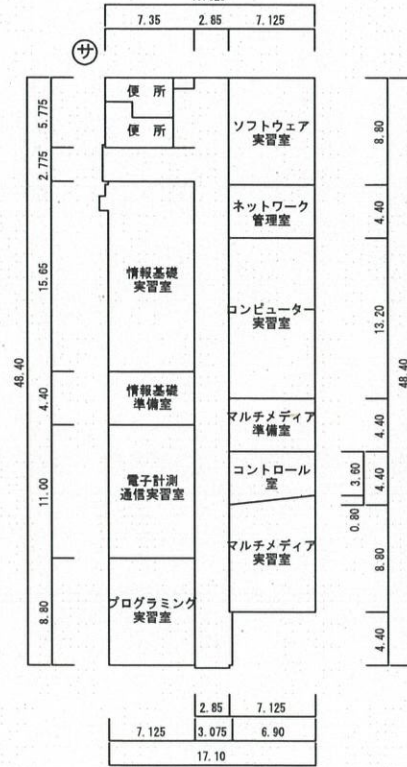 7.35 2.85 7.125
サ
便 所
便 所
ソフトウェア
実習室
ネットワーク
管理室
情報基礎
実習室
コンピューター
実習室
情報基礎
準備室
マルチメディア
準備室
コントロール
室
電子計測
通信実習室
マルチメディア
実習室
プログラミング
実習室
5.775
2.775
15.65
4.40
11.00
8.80
48.40
8.80
4.40
13.20
4.40
3.60
4.40
0.80
8.80
4.40
48.40
2.85 7.125
7.125 3.075 6.90
17.10